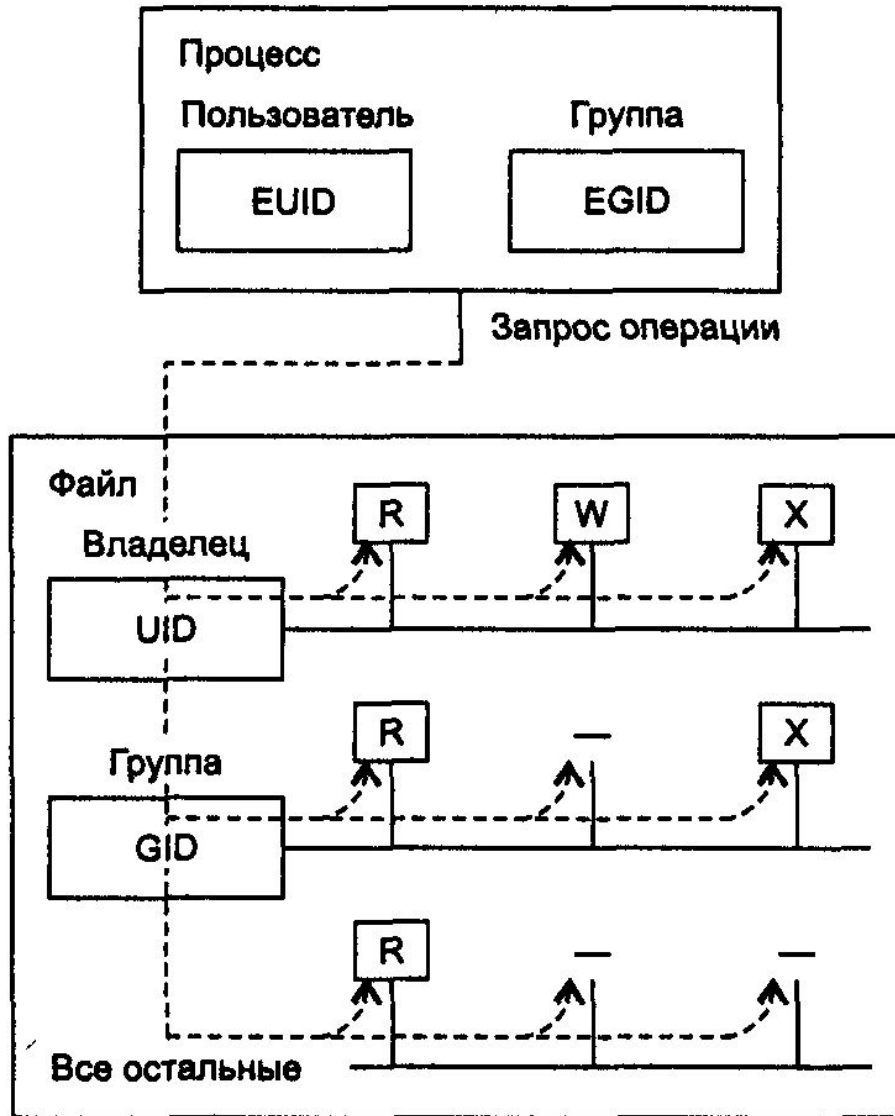 Процесс
Пользователь Группа
EUID EGID
Запрос операции
Файл
R W X
Владелец
UID
R — X
Группа
GID
R — —
Все остальные